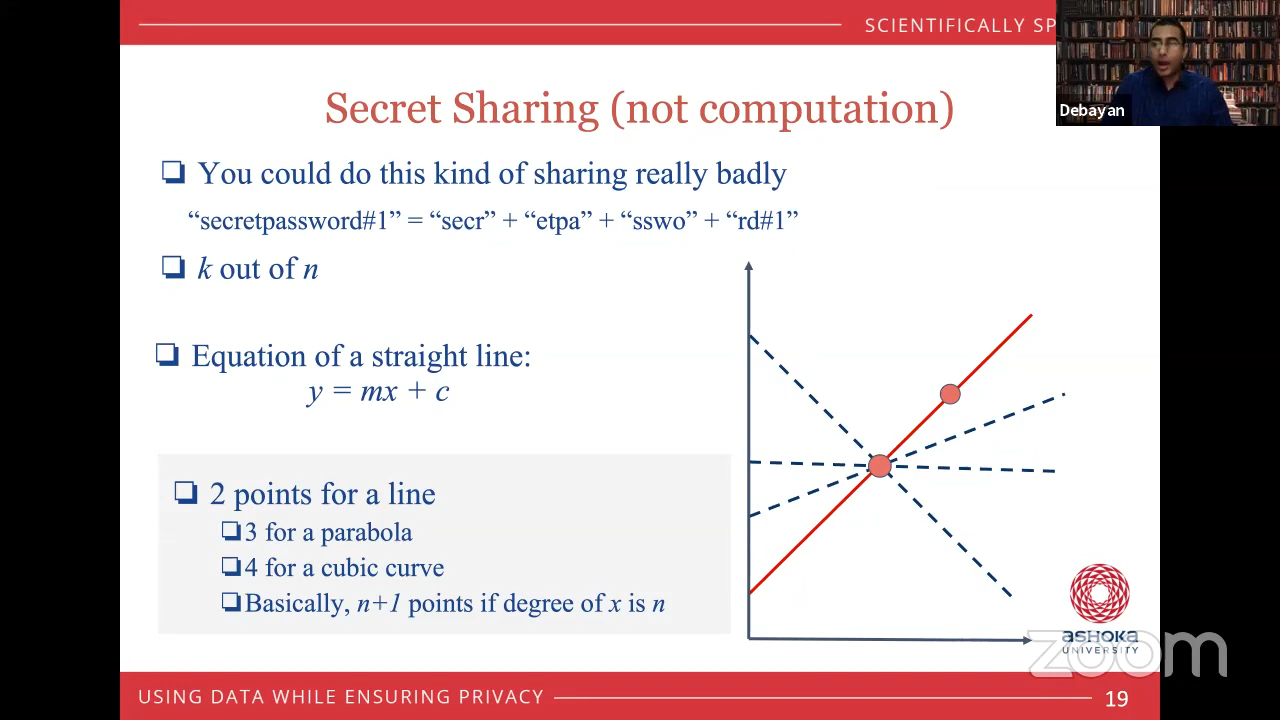 SCIENTIFICALLY SP
Debayan
Secret Sharing (not computation)
❑ You could do this kind of sharing really badly
“secretpassword#1” = “secr” + “etpa” + “sswo” + “rd#1”
❑ k out of n
❑ Equation of a straight line:
y = mx + c
❑ 2 points for a line
❑3 for a parabola
❑4 for a cubic curve
❑Basically, n+1 points if degree of x is n
ASHOKA
UNIVERSITY
zoom
USING DATA WHILE ENSURING PRIVACY
19